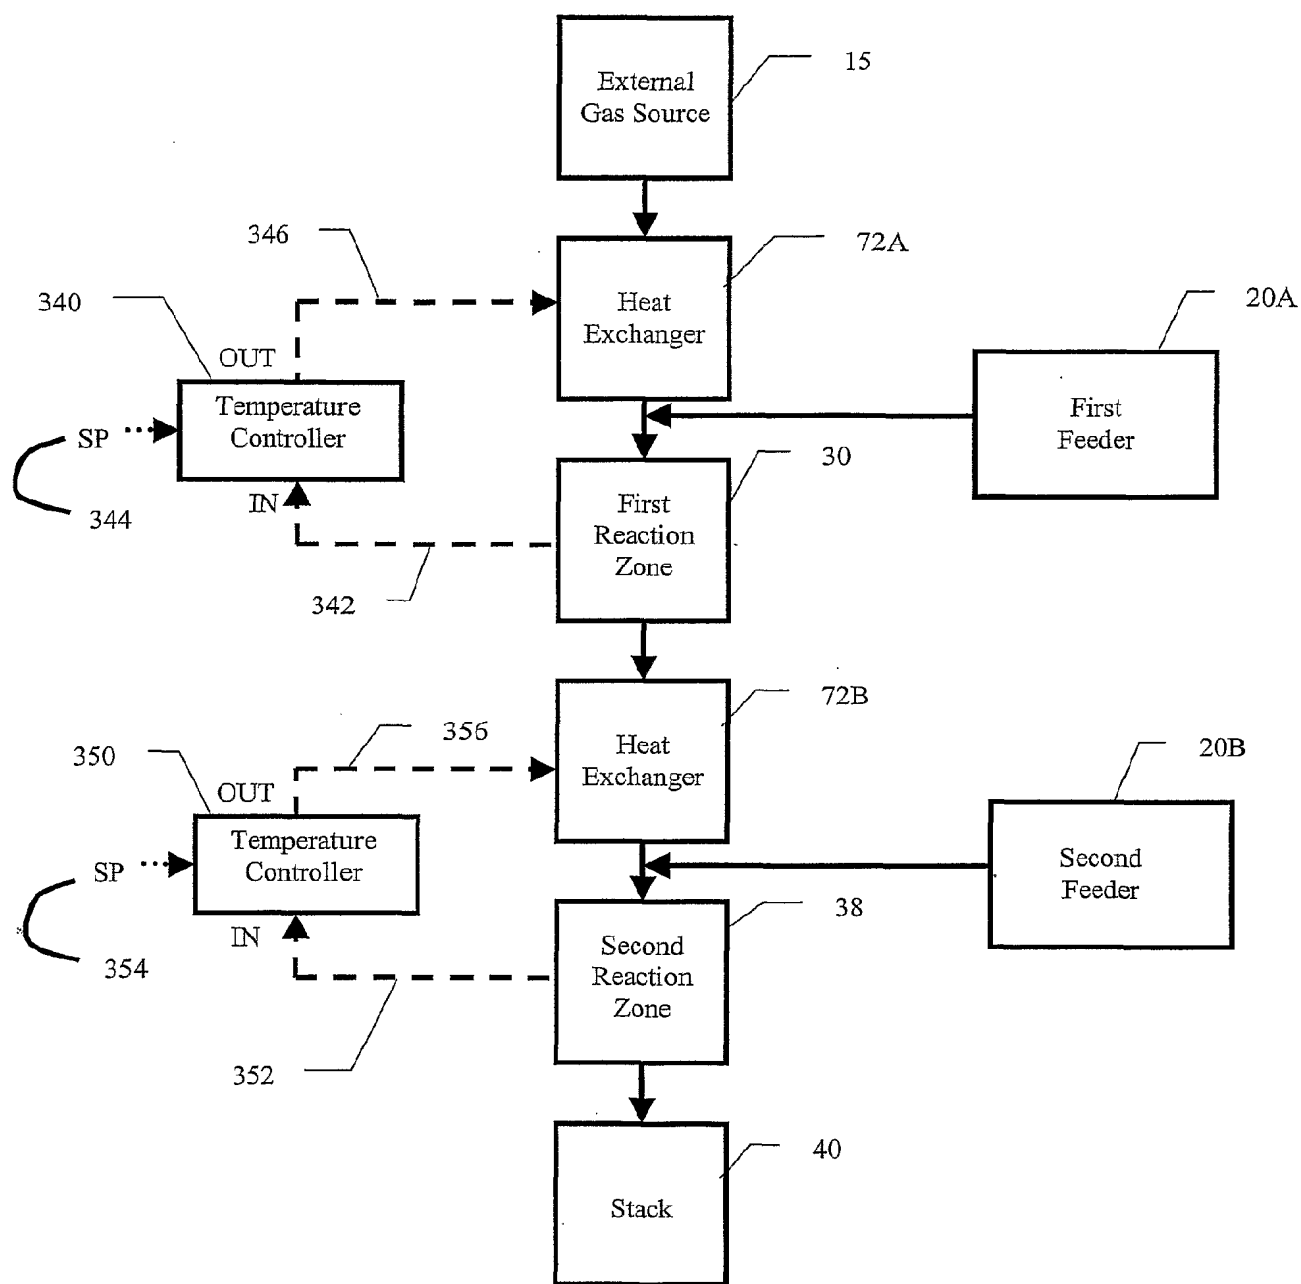 External
Gas Source
15
346
72A
340
Heat
Exchanger
20A
OUT
Temperature
Controller
SP
First
Feeder
30
IN
344
First
Reaction
Zone
342
72B
356
350
Heat
Exchanger
20B
OUT
Temperature
Controller
SP
Second
Feeder
38
IN
354
Second
Reaction
Zone
352
40
Stack